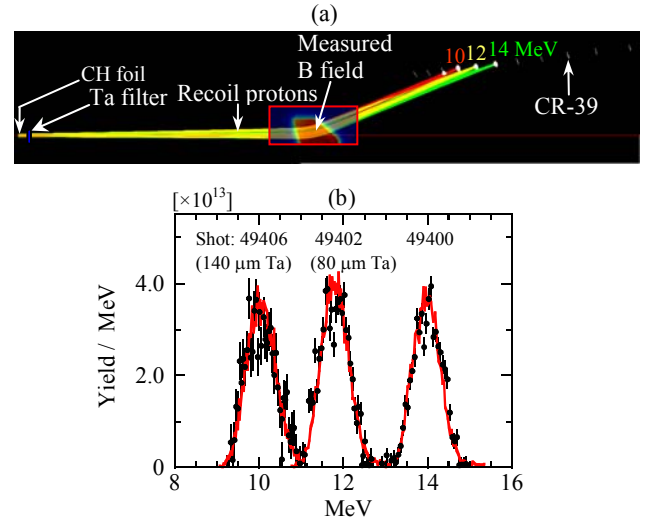 (a)
Measured
B field
10 12 14 MeV
CH foil
Ta filter
Recoil protons
CR-39
[×10¹³]
(b)
Shot: 49406 49402 49400
(140 μm Ta) (80 μm Ta)
4.0
2.0
0
Yield / MeV
8 10 12 14 16
MeV